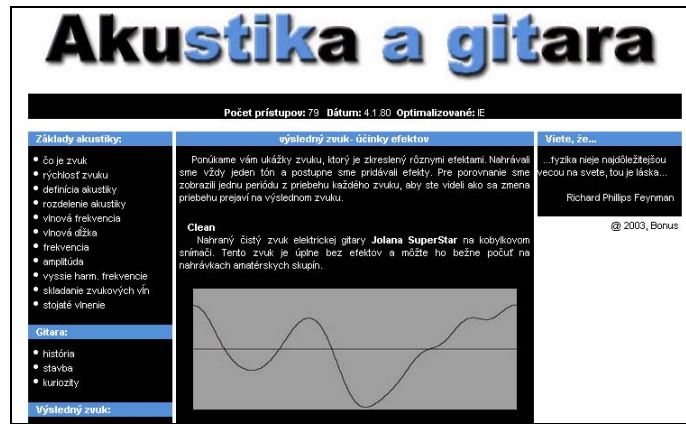 Akustika a gitara
Počet prístupov: 79 Dátum: 4.1.80 Optimalizované: IE
Základy akustiky:
čo je zvuk
rýchlosť zvuku
definícia akustiky
rozdelenie akustiky
vlnová frekvencia
vlnová dĺžka
frekvencia
amplitúda
vyssie harm. frekvencie
skladanie zvukových vĺn
stojaté vlnenie
Gitara:
história
stavba
kuriozity
Výsledný zvuk:
výsledný zvuk- účinky efektov
Ponúkame vám ukážky zvuku, ktorý je zkreslený rôznymi efektami. Nahrávali
sme vždy jeden tón a postupne sme pridávali efekty. Pre porovnanie sme
zobrazili jednu periódu z priebehu každého zvuku, aby ste videli ako sa zmena
priebehu prejaví na výslednom zvuku.
Clean
Nahraný čistý zvuk elektrickej gitary Jolana SuperStar na kobylkovom
snímači. Tento zvuk je úplne bez efektov a môžte ho bežne počuť na
nahrávkach amatérskych skupín.
Viete, že...
...fyzika nieje najdôležitejšou
vecou na svete, tou je láska...
Richard Phillips Feynman
@ 2003, Bonus